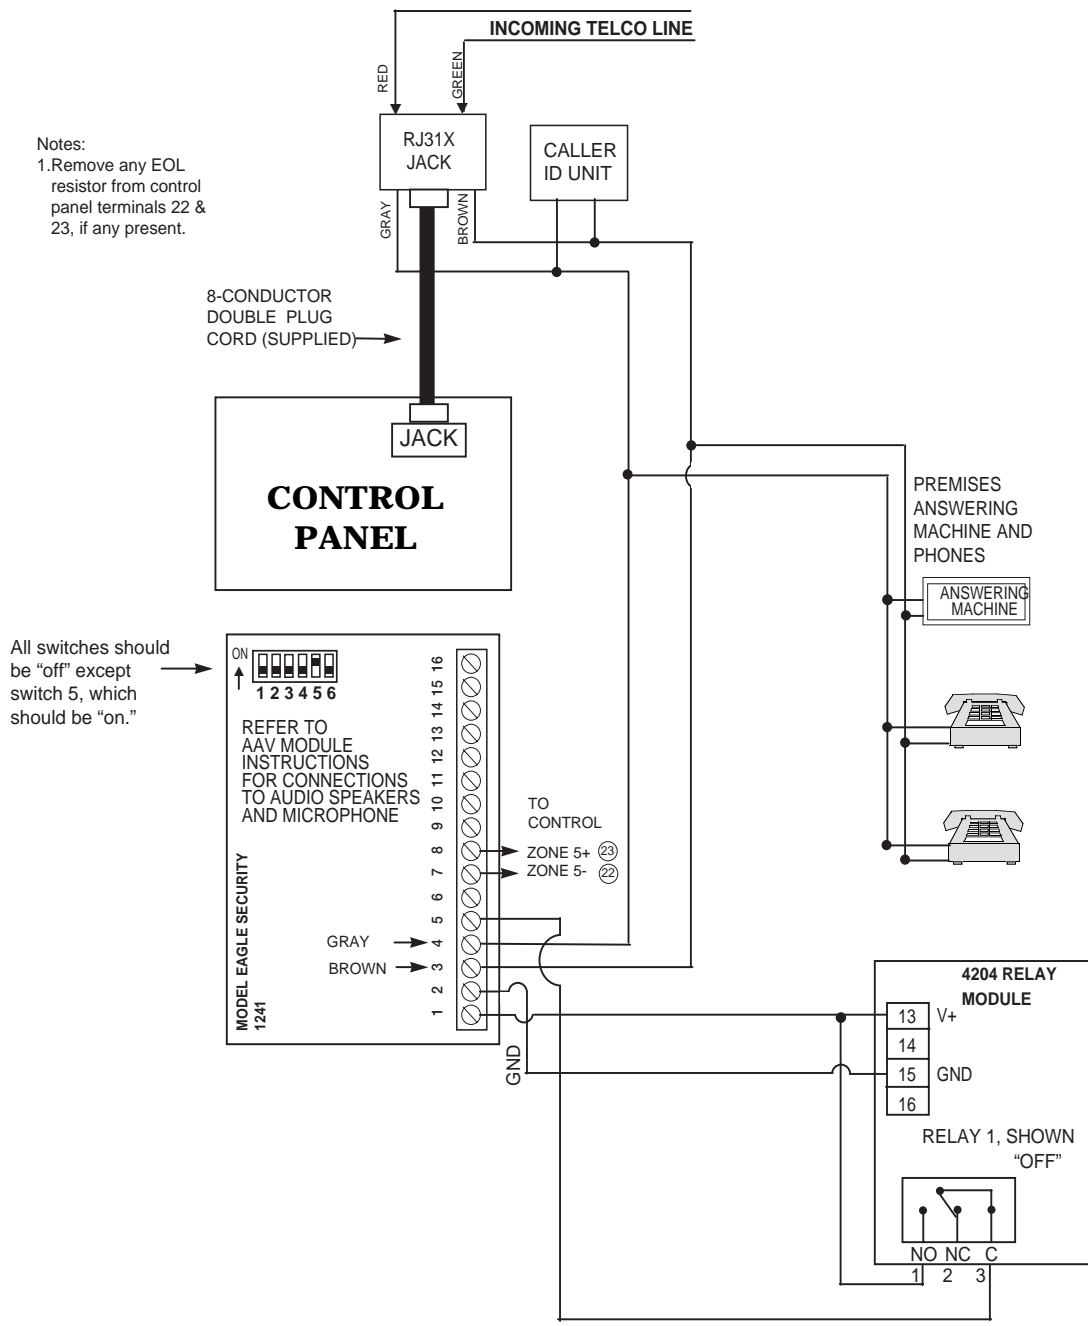 INCOMING TELCO LINE
RED
GREEN
RJ31X
JACK
CALLER
ID UNIT
Notes:
1.Remove any EOL
resistor from control
panel terminals 22 &
23, if any present.
GRAY
BROWN
8-CONDUCTOR
DOUBLE PLUG
CORD (SUPPLIED)
JACK
CONTROL
PANEL
PREMISES
ANSWERING
MACHINE AND
PHONES
ANSWERING
MACHINE
All switches should
be “off” except
switch 5, which
should be “on.”
ON
1 2 3 4 5 6
REFER TO
AAV MODULE
INSTRUCTIONS
FOR CONNECTIONS
TO AUDIO SPEAKERS
AND MICROPHONE
MODEL EAGLE SECURITY
1241
16
15
14
13
12
11
10
9
8
7
6
5
4
3
2
1
TO
CONTROL
ZONE 5+ 23
ZONE 5- 22
GRAY
BROWN
GND
4204 RELAY
MODULE
13 V+
14
15 GND
16
RELAY 1, SHOWN
“OFF”
NO NC C
1 2 3